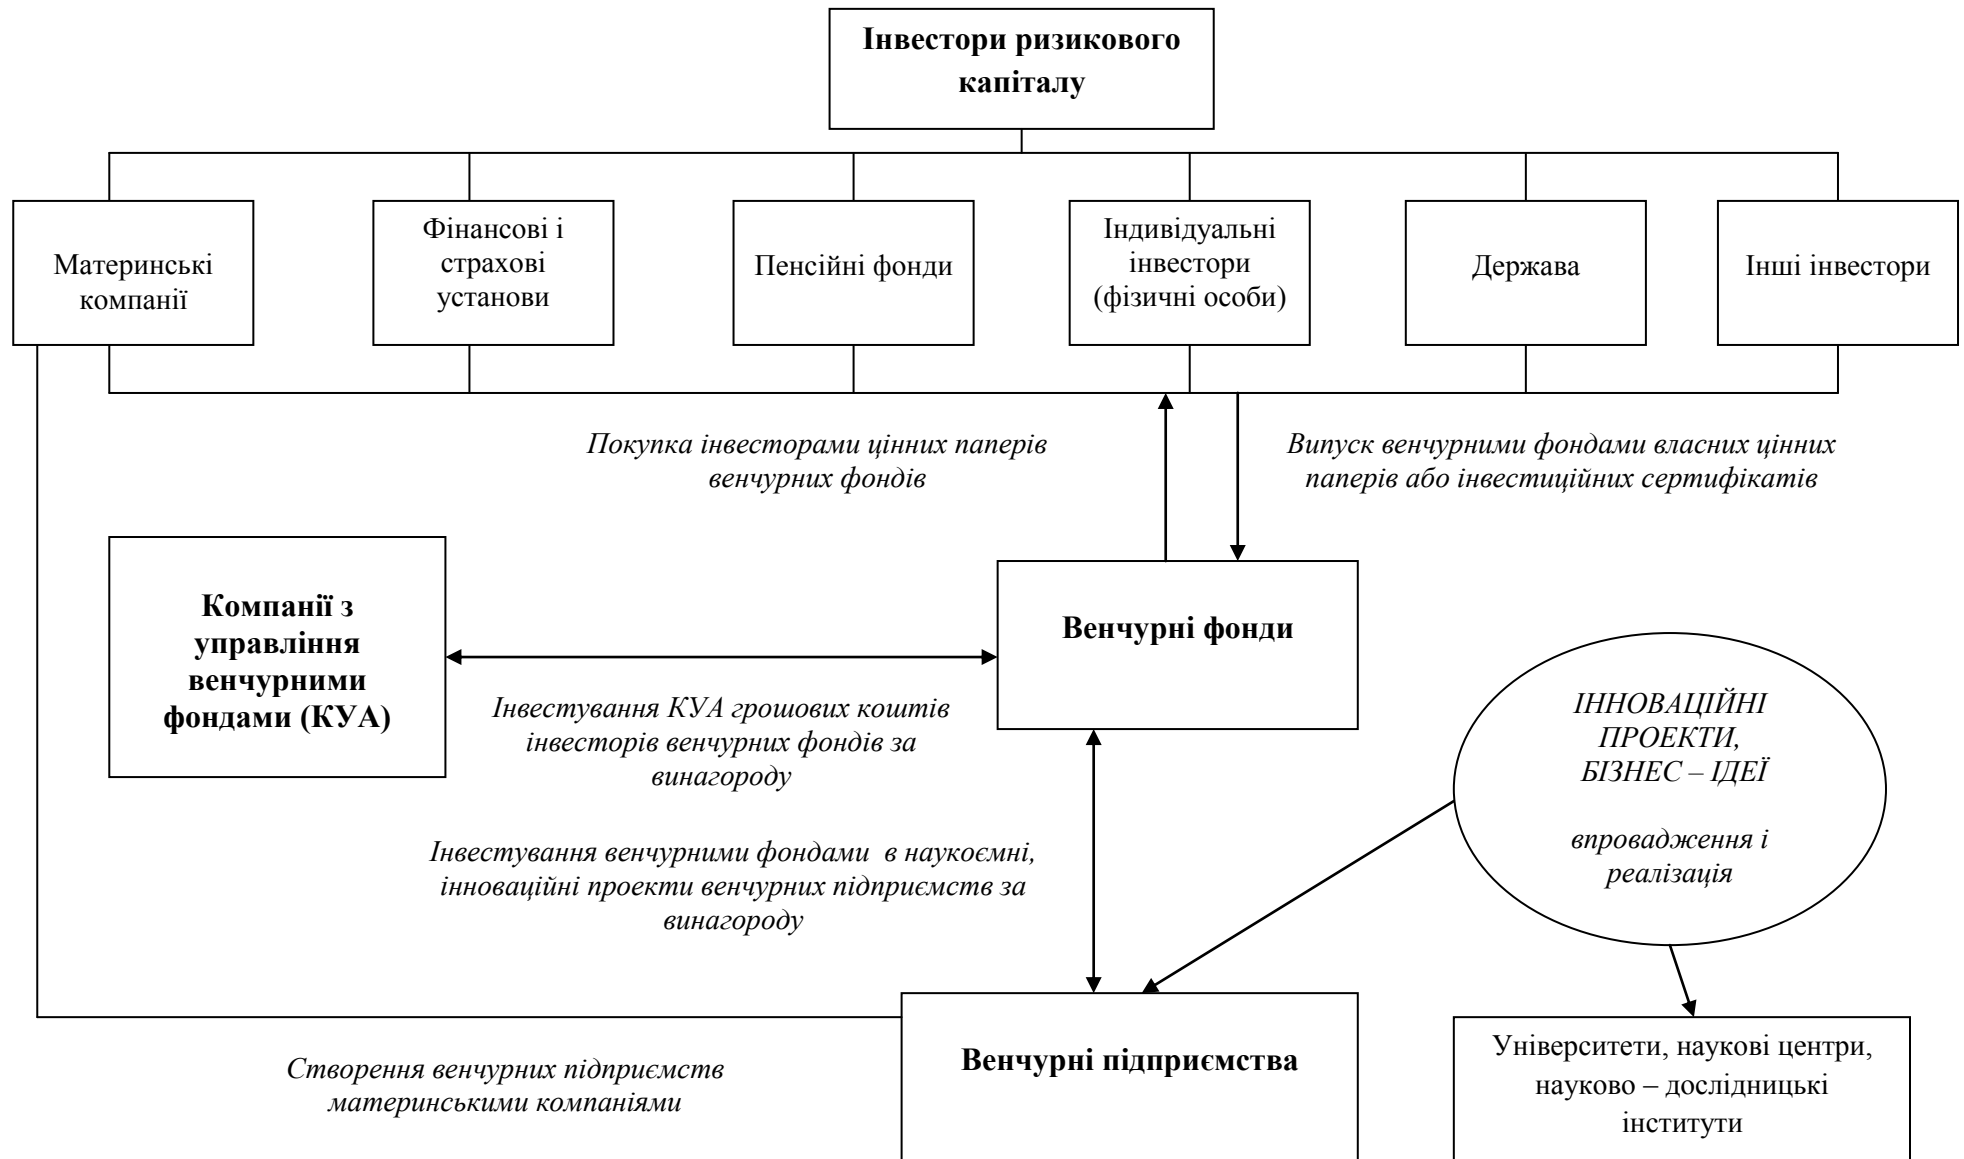 Інвестори ризикового
капіталу
Материнські
компанії
Фінансові і
страхові
установи
Пенсійні фонди
Індивідуальні
інвестори
(фізичні особи)
Держава
Інші інвестори
Покупка інвесторами цінних паперів
венчурних фондів
Випуск венчурними фондами власних цінних
паперів або інвестиційних сертифікатів
Компанії з
управління
венчурними
фондами (КУА)
Венчурні фонди
Інвестування КУА грошових коштів
інвесторів венчурних фондів за
винагороду
ІННОВАЦІЙНІ
ПРОЕКТИ,
БІЗНЕС – ІДЕЇ
впровадження і
реалізація
Інвестування венчурними фондами  в наукоємні,
інноваційні проекти венчурних підприємств за
винагороду
Створення венчурних підприємств
материнськими компаніями
Венчурні підприємства
Університети, наукові центри,
науково – дослідницькі
інститути